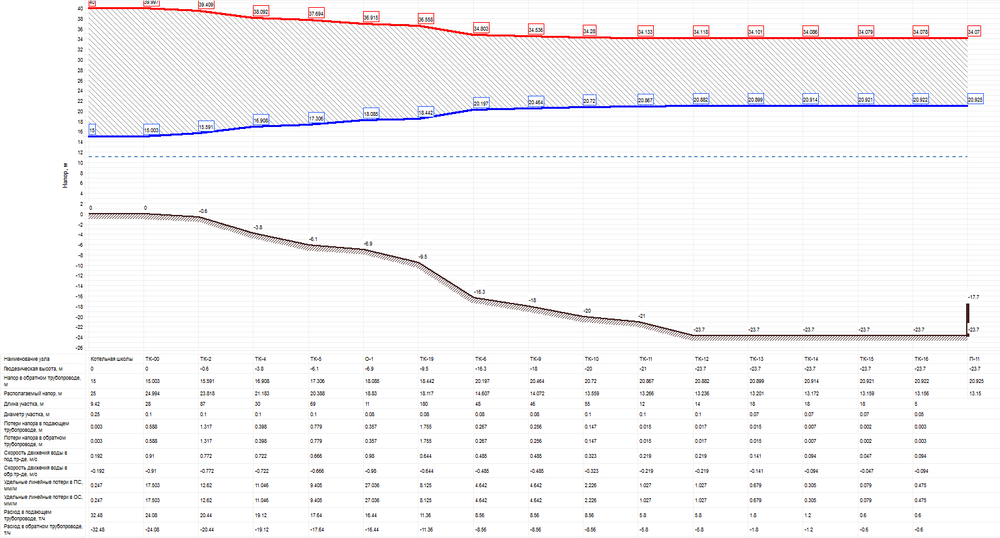 40 39.997 39.409 38.092 37.694 36.915 36.558 34.803 34.536 34.28 34.133 34.118 34.101 34.086 34.079 34.078 34.07
15 15.003 15.591 16.908 17.306 18.085 18.442 20.197 20.464 20.72 20.867 20.882 20.899 20.914 20.921 20.922 20.925
40
38
36
34
32
30
28
26
24
22
20
18
16
14
12
10
8
6
4
2
0
-2
-4
-6
-8
-10
-12
-14
-16
-18
-20
-22
-24
-26
Напор, м
0 0 -0.6 -3.8 -6.1 -6.9 -9.5 -16.3 -18 -20 -21 -23.7 -23.7 -23.7 -23.7 -23.7 -23.7
-17.7
Наименование узла Котельная школы ТК-00 ТК-2 ТК-4 ТК-5 О-1 ТК-19 ТК-6 ТК-9 ТК-10 ТК-11 ТК-12 ТК-13 ТК-14 ТК-15 ТК-16 П-11
Геодезическая высота, м 0 0 -0.6 -3.8 -6.1 -6.9 -9.5 -16.3 -18 -20 -21 -23.7 -23.7 -23.7 -23.7 -23.7 -23.7
Напор в обратном трубопроводе,
м 15 15.003 15.591 16.908 17.306 18.085 18.442 20.197 20.464 20.72 20.867 20.882 20.899 20.914 20.921 20.922 20.925
Располагаемый напор, м 25 24.994 23.818 21.183 20.388 18.83 18.117 14.607 14.072 13.559 13.266 13.236 13.201 13.172 13.159 13.156 13.15
Длина участка, м 9.42 28 87 30 69 11 180 48 46 55 12 14 18 18 18 5
Диаметр участка, м 0.25 0.1 0.1 0.1 0.1 0.08 0.08 0.08 0.08 0.1 0.1 0.1 0.07 0.07 0.07 0.05
Потери напора в подающем
трубопроводе, м 0.003 0.588 1.317 0.398 0.779 0.357 1.755 0.267 0.256 0.147 0.015 0.017 0.015 0.007 0.002 0.003
Потери напора в обратном
трубопроводе, м 0.003 0.588 1.317 0.398 0.779 0.357 1.755 0.267 0.256 0.147 0.015 0.017 0.015 0.007 0.002 0.003
Скорость движения воды в
под.тр-де, м/с 0.192 0.91 0.772 0.722 0.666 0.98 0.644 0.485 0.485 0.323 0.219 0.219 0.141 0.094 0.047 0.094
Скорость движения воды в
обр.тр-де, м/с -0.192 -0.91 -0.772 -0.722 -0.666 -0.98 -0.644 -0.485 -0.485 -0.323 -0.219 -0.219 -0.141 -0.094 -0.047 -0.094
Удельные линейные потери в ПС,
мм/м 0.247 17.503 12.62 11.046 9.405 27.036 8.125 4.642 4.642 2.226 1.027 1.027 0.679 0.305 0.079 0.475
Удельные линейные потери в ОС,
мм/м 0.247 17.503 12.62 11.046 9.405 27.036 8.125 4.642 4.642 2.226 1.027 1.027 0.679 0.305 0.079 0.475
Расход в подающем
трубопроводе, т/ч 32.48 24.08 20.44 19.12 17.64 16.44 11.36 8.56 8.56 8.56 5.8 5.8 1.8 1.2 0.6 0.6
Расход в обратном трубопроводе,
т/ч -32.48 -24.08 -20.44 -19.12 -17.64 -16.44 -11.36 -8.56 -8.56 -8.56 -5.8 -5.8 -1.8 -1.2 -0.6 -0.6